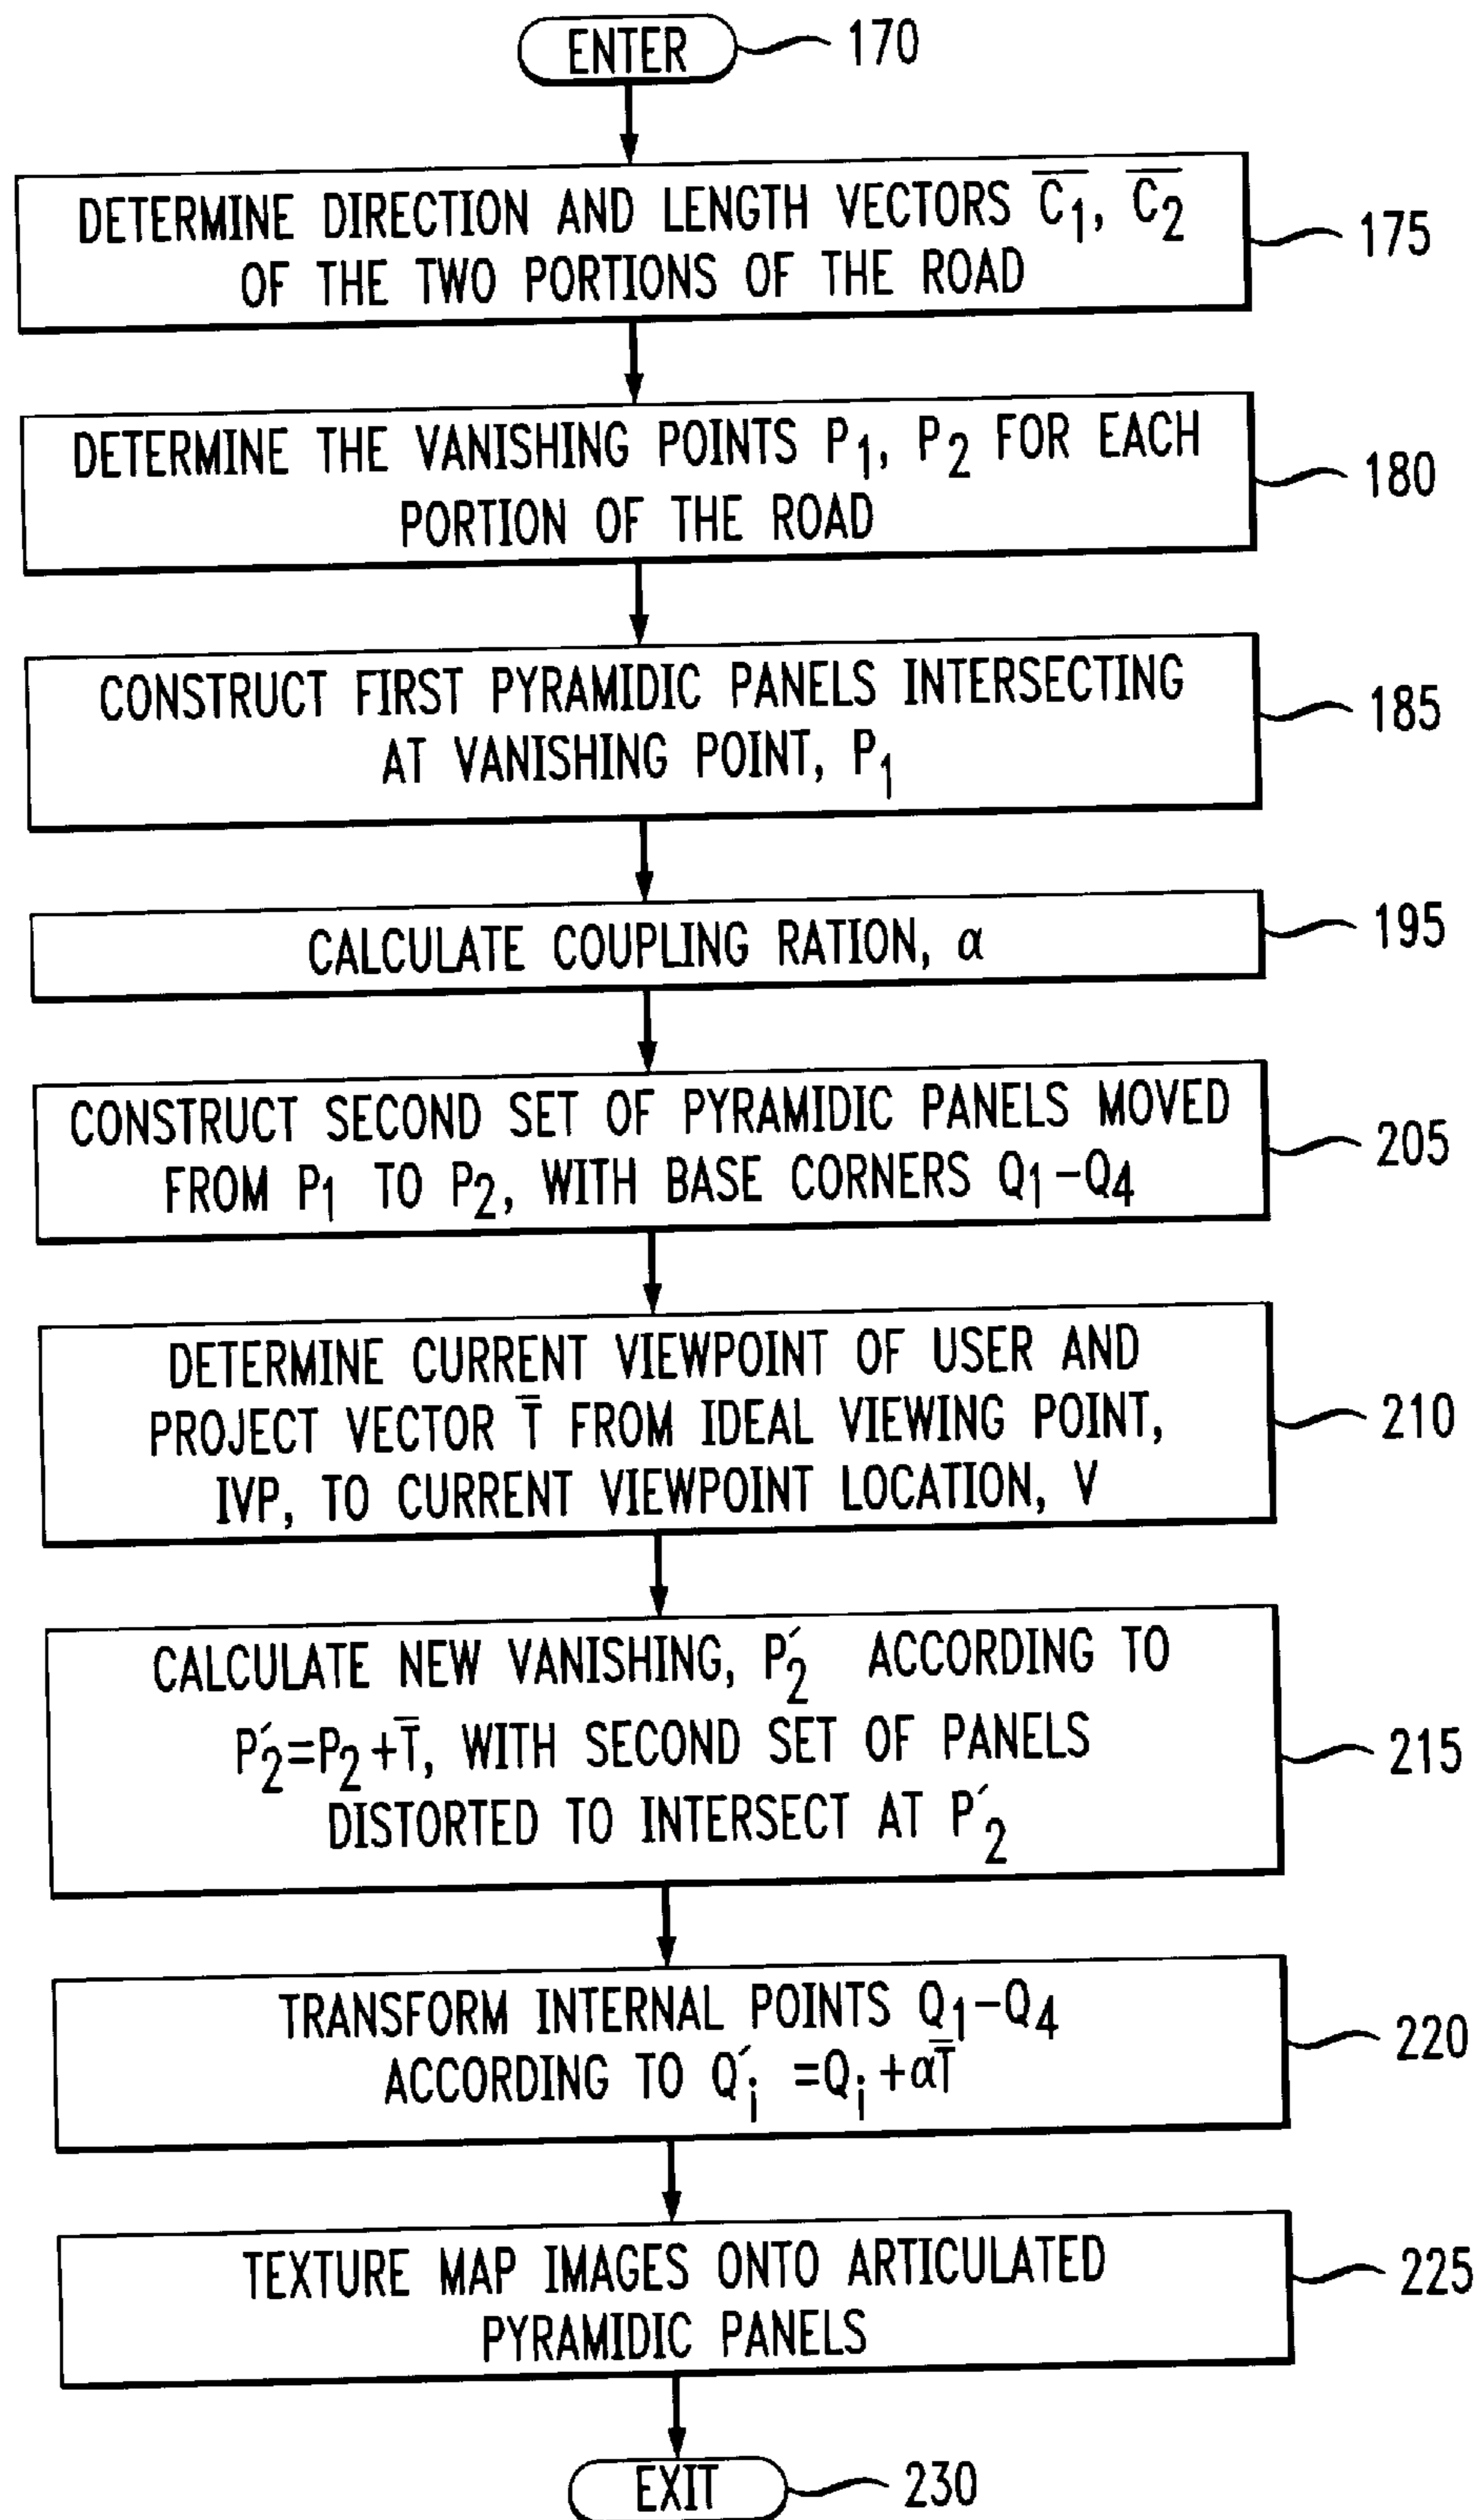 ENTER 170
DETERMINE DIRECTION AND LENGTH VECTORS C̅1, C̅2
OF THE TWO PORTIONS OF THE ROAD
175
DETERMINE THE VANISHING POINTS P1, P2 FOR EACH
PORTION OF THE ROAD
180
CONSTRUCT FIRST PYRAMIDIC PANELS INTERSECTING
AT VANISHING POINT, P1
185
CALCULATE COUPLING RATION, α
195
CONSTRUCT SECOND SET OF PYRAMIDIC PANELS MOVED
FROM P1 TO P2, WITH BASE CORNERS Q1-Q4
205
DETERMINE CURRENT VIEWPOINT OF USER AND
PROJECT VECTOR T̅ FROM IDEAL VIEWING POINT,
IVP, TO CURRENT VIEWPOINT LOCATION, V
210
CALCULATE NEW VANISHING, P´2 ACCORDING TO
P´2=P2+T̅, WITH SECOND SET OF PANELS
DISTORTED TO INTERSECT AT P´2
215
TRANSFORM INTERNAL POINTS Q1-Q4
ACCORDING TO Q´i =Qi+αT̅
220
TEXTURE MAP IMAGES ONTO ARTICULATED
PYRAMIDIC PANELS
225
EXIT 230